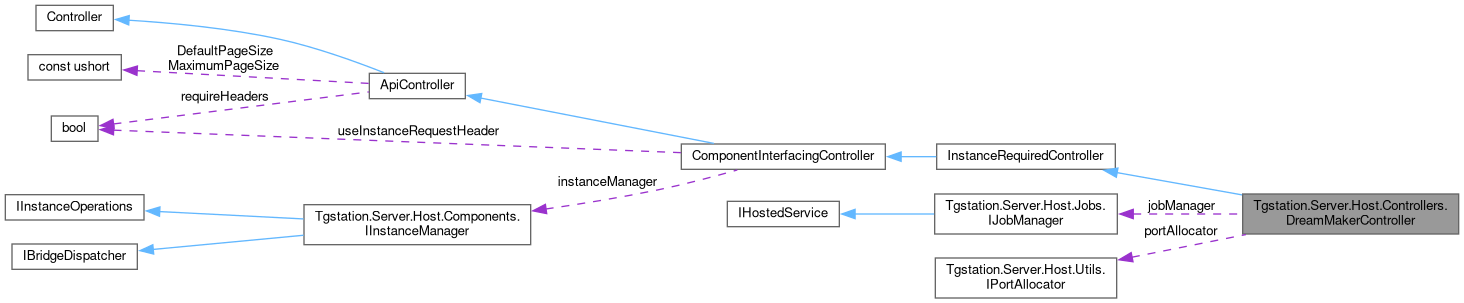 Controller
DefaultPageSize
MaximumPageSize
const ushort
ApiController
requireHeaders
bool
useInstanceRequestHeader
ComponentInterfacingController
InstanceRequiredController
instanceManager
IInstanceOperations
Tgstation.Server.Host.Components.
IInstanceManager
IBridgeDispatcher
IHostedService
Tgstation.Server.Host.Jobs.
IJobManager
jobManager
Tgstation.Server.Host.Controllers.
DreamMakerController
portAllocator
Tgstation.Server.Host.Utils.
IPortAllocator